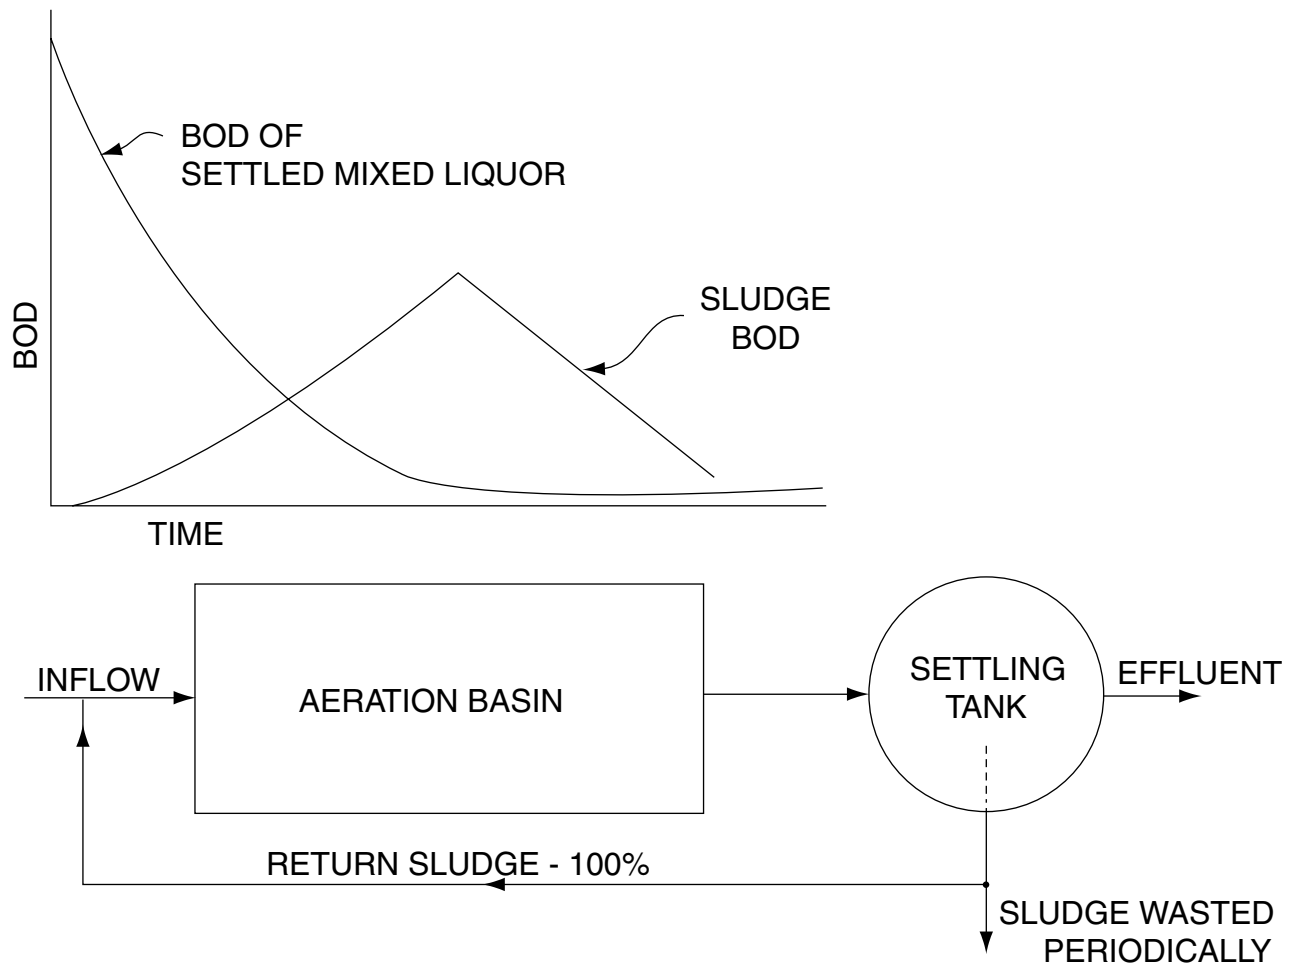 BOD OF
SETTLED MIXED LIQUOR
SLUDGE
BOD
BOD
TIME
INFLOW
AERATION BASIN
SETTLING
TANK
EFFLUENT
RETURN SLUDGE - 100%
SLUDGE WASTED
PERIODICALLY